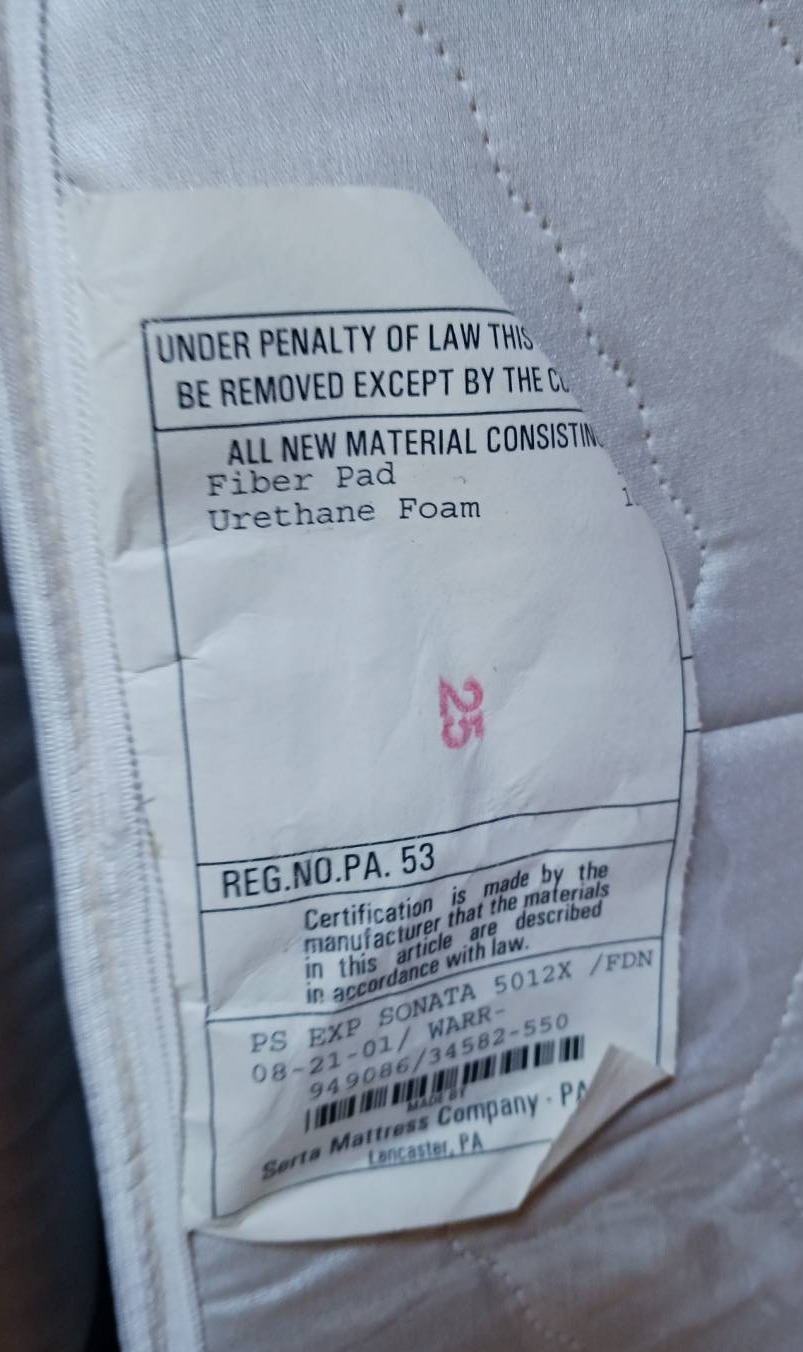 UNDER PENALTY OF LAW THIS
BE REMOVED EXCEPT BY THE
ALL NEW MATERIAL CONSISTIN
Fiber Pad
Urethane Foam
25
REG.NO.PA. 53
Certification is made by the
manufacturer that the materials
in this article are described
in accordance with law.
PS EXP SONATA 5012X /FDN
08-21-01/ WARR-
949086/34582-550
MADE BY
Serta Mattress Company · PA
Lancaster, PA